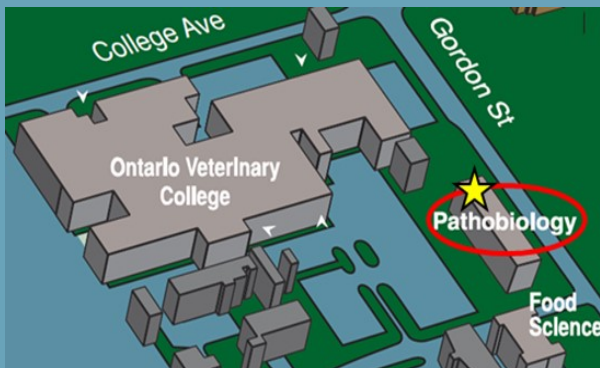 College Ave
Gordon St
Ontario Veterinary
College
Pathobiology
Food
Science